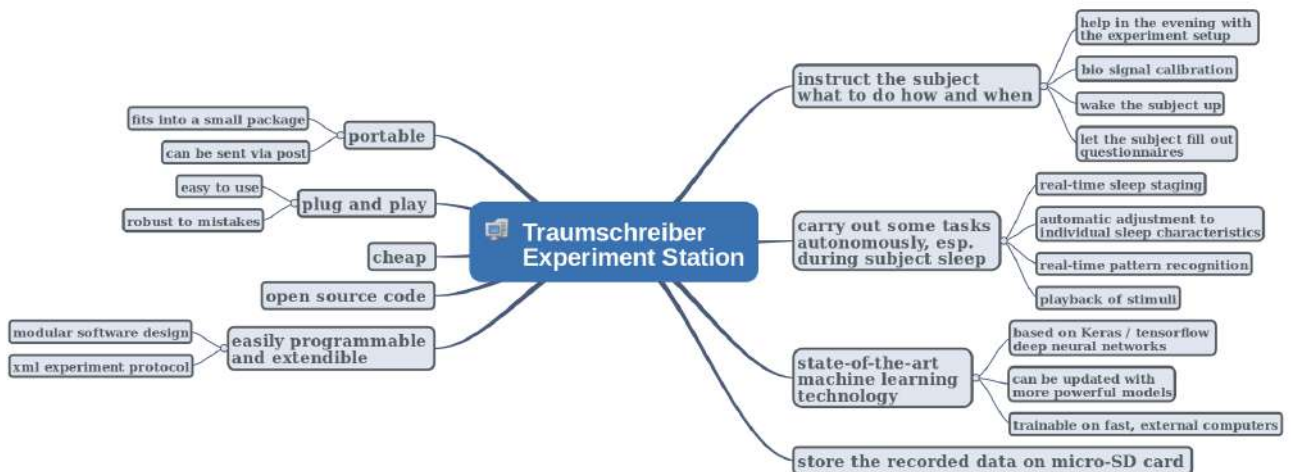 fits into a small package
can be sent via post
portable
easy to use
robust to mistakes
plug and play
cheap
open source code
modular software design
xml experiment protocol
easily programmable
and extendible
Traumschreiber
Experiment Station
instruct the subject
what to do how and when
help in the evening with
the experiment setup
bio signal calibration
wake the subject up
let the subject fill out
questionnaires
carry out some tasks
autonomously, esp.
during subject sleep
real-time sleep staging
automatic adjustment to
individual sleep characteristics
real-time pattern recognition
playback of stimuli
state-of-the-art
machine learning
technology
based on Keras / tensorflow
deep neural networks
can be updated with
more powerful models
trainable on fast, external computers
store the recorded data on micro-SD card